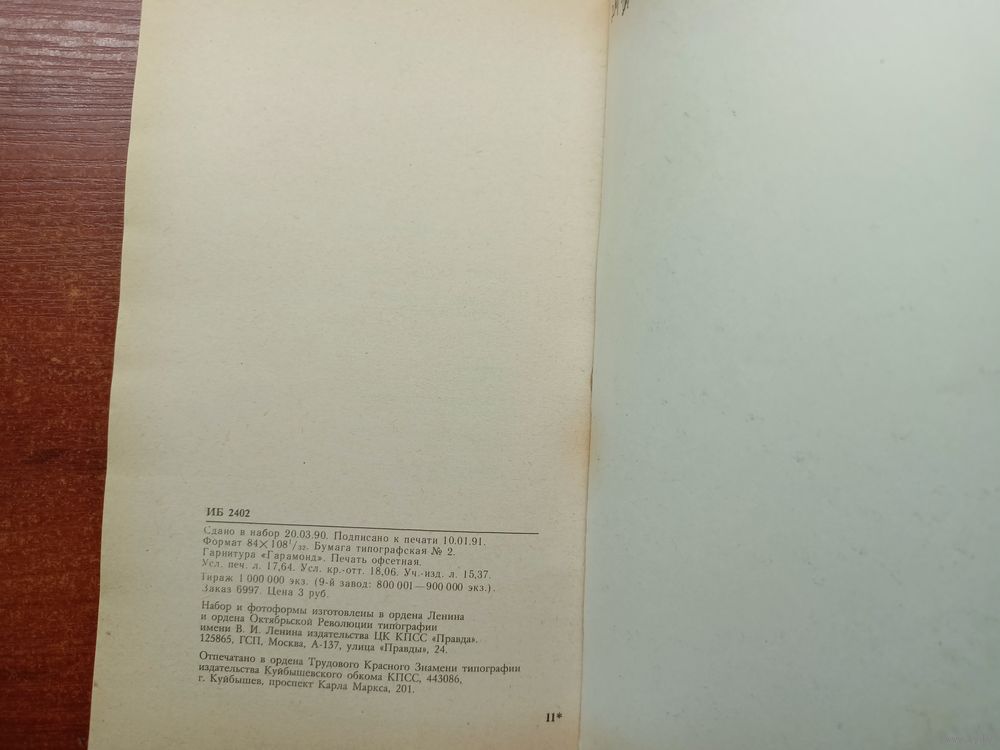 ИБ 2402
Сдано в набор 20.03.90. Подписано к печати 10.01.91.
Формат 84×108¹/₃₂. Бумага типографская № 2.
Гарнитура «Гарамонд». Печать офсетная.
Усл. печ. л. 17,64. Усл. кр.-отт. 18,06. Уч.-изд. л. 15,37.
Тираж 1 000 000 экз. (9-й завод: 800 001—900 000 экз.).
Заказ 6997. Цена 3 руб.
Набор и фотоформы изготовлены в ордена Ленина
и ордена Октябрьской Революции типографии
имени В. И. Ленина издательства ЦК КПСС «Правда».
125865, ГСП, Москва, А-137, улица «Правды», 24.
Отпечатано в ордена Трудового Красного Знамени типографии
издательства Куйбышевского обкома КПСС, 443086,
г. Куйбышев, проспект Карла Маркса, 201.
11*